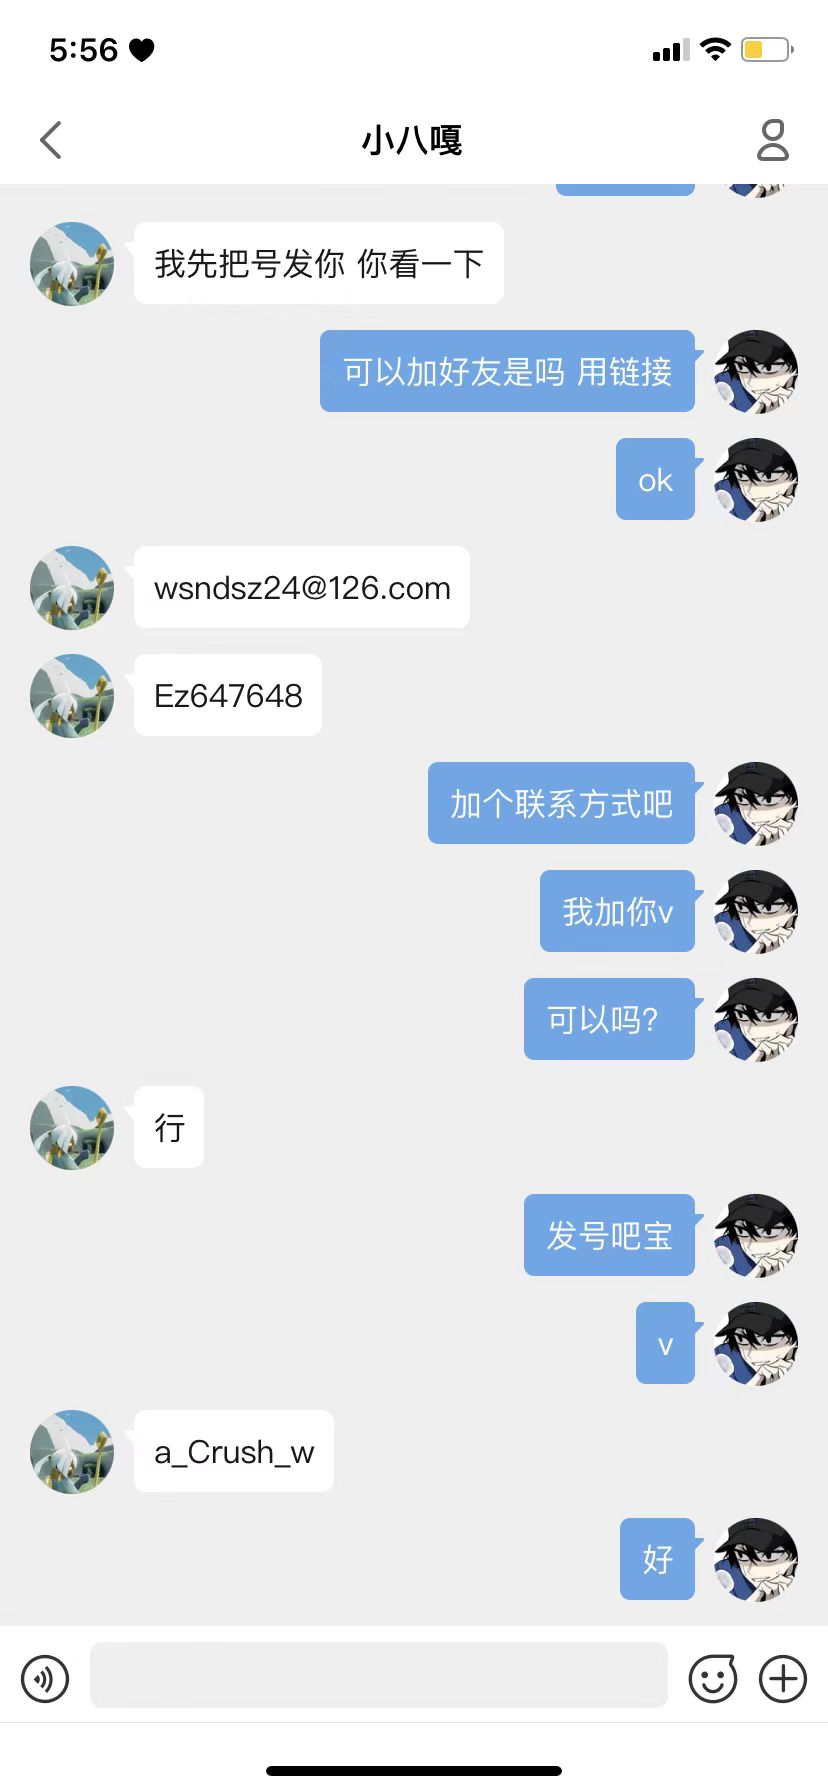 5:56
小八嘎
我先把号发你 你看一下
可以加好友是吗 用链接
ok
wsndsz24@126.com
Ez647648
加个联系方式吧
我加你v
可以吗?
行
发号吧宝
v
a_Crush_w
好